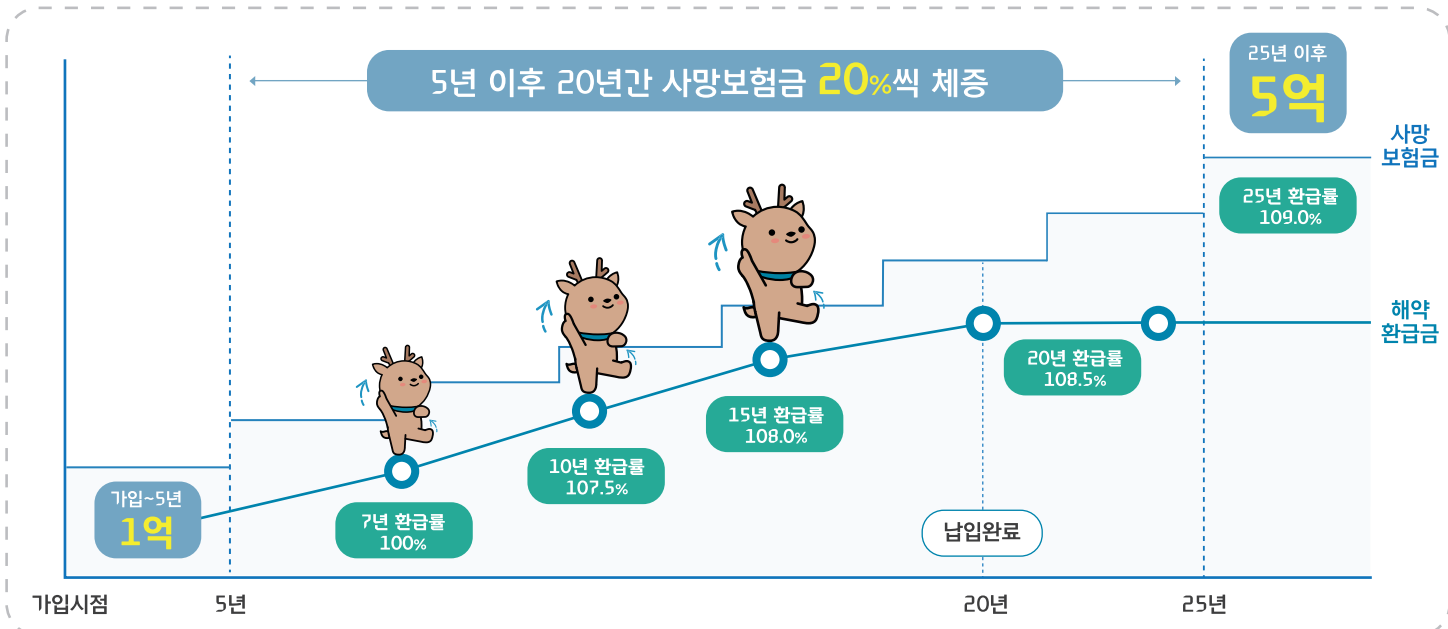 5년 이후 20년간 사망보험금 20%씩 체증
25년 이후
5억
사망
보험금
25년 환급률
109.0%
해약
환급금
20년 환급률
108.5%
15년 환급률
108.0%
10년 환급률
107.5%
7년 환급률
100%
가입~5년
1억
납입완료
가입시점
5년
20년
25년